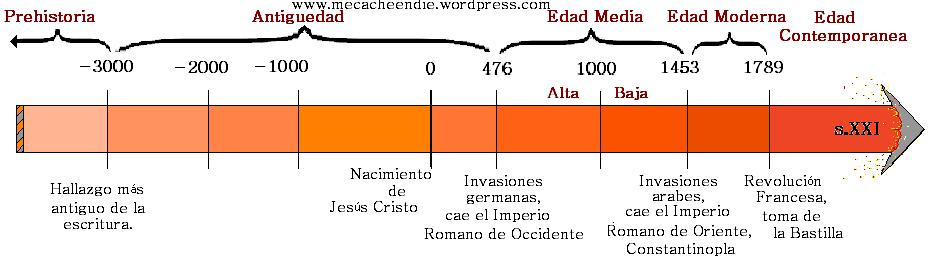 www.mecacheendie.wordpress.com
Prehistoria
Antiguedad
Edad Media
Edad Moderna
Edad
Contemporanea
-3000
-2000
-1000
0
476
1000
1453
1789
Alta
Baja
s.XXI
Hallazgo más
antiguo de la
escritura.
Nacimiento
de
Jesús Cristo
Invasiones
germanas,
cae el Imperio
Romano de Occidente
Invasiones
arabes,
cae el Imperio
Romano de Oriente,
Constantinopla
Revolución
Francesa,
toma de
la Bastilla